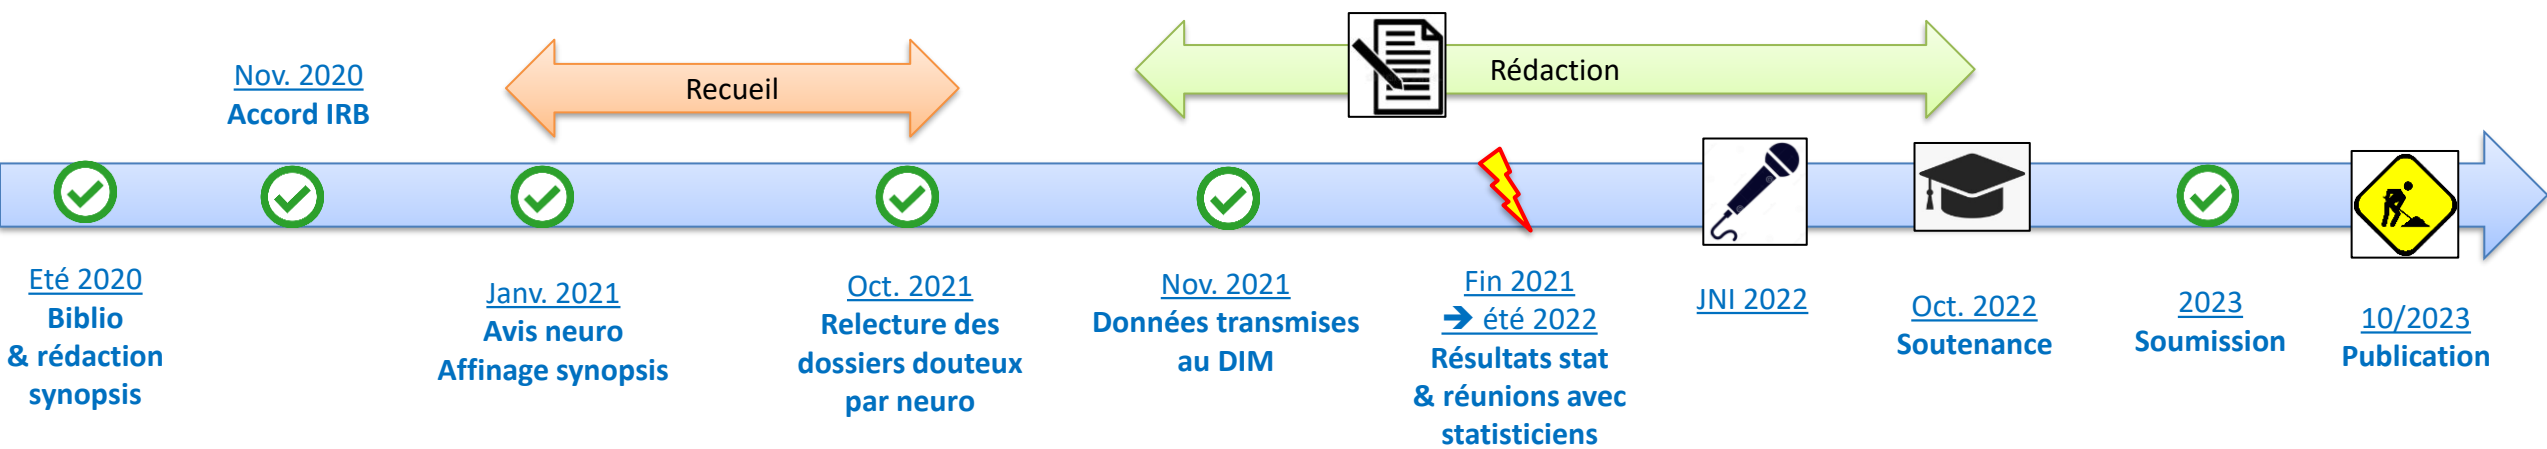 Nov. 2020
Accord IRB
Recueil
Rédaction
Eté 2020
Biblio
& rédaction
synopsis
Janv. 2021
Avis neuro
Affinage synopsis
Oct. 2021
Relecture des
dossiers douteux
par neuro
Nov. 2021
Données transmises
au DIM
Fin 2021
➔ été 2022
Résultats stat
& réunions avec
statisticiens
JNI 2022
Oct. 2022
Soutenance
2023
Soumission
10/2023
Publication